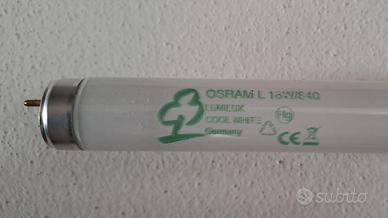 OSRAM L 18W/840
LUMILUX
COOL WHITE
Germany
Hg
CE
subito